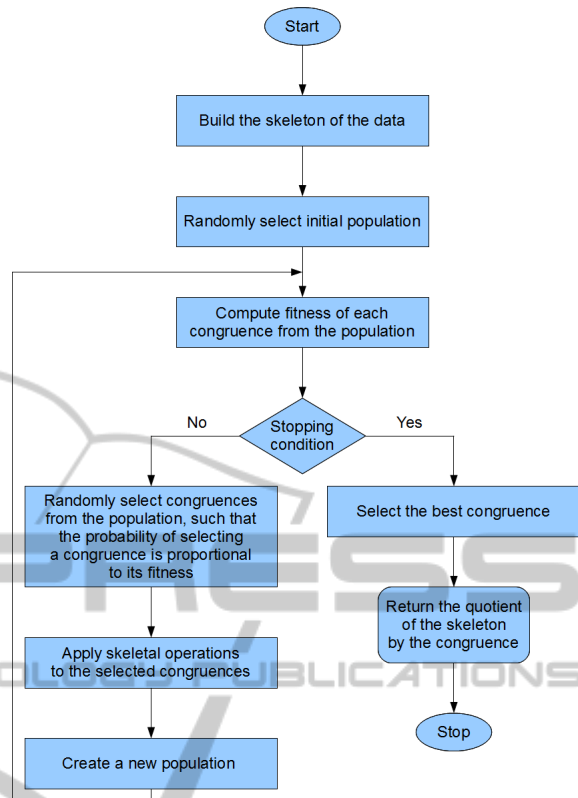 Start
Build the skeleton of the data
Randomly select initial population
Compute fitness of each
congruence from the population
Stopping
condition
No
Yes
Randomly select congruences
from the population, such that
the probability of selecting
a congruence is proportional
to its fitness
Select the best congruence
Return the quotient
of the skeleton
by the congruence
Apply skeletal operations
to the selected congruences
Stop
Create a new population
PRESS
PUBLICATIONS